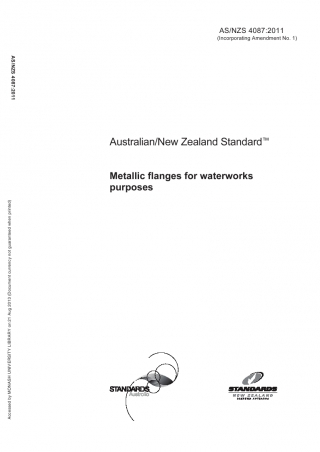 AS/NZS 4087:2011
(Incorporating Amendment No. 1)
AS/NZS 4087:2011
Australian/New Zealand Standard™
Metallic flanges for waterworks
purposes
Accessed by MONASH UNIVERSITY LIBRARY on 21 Aug 2013 (Document currency not guaranteed when printed)
STANDARDS
Australia
STANDARDS
NEW ZEALAND